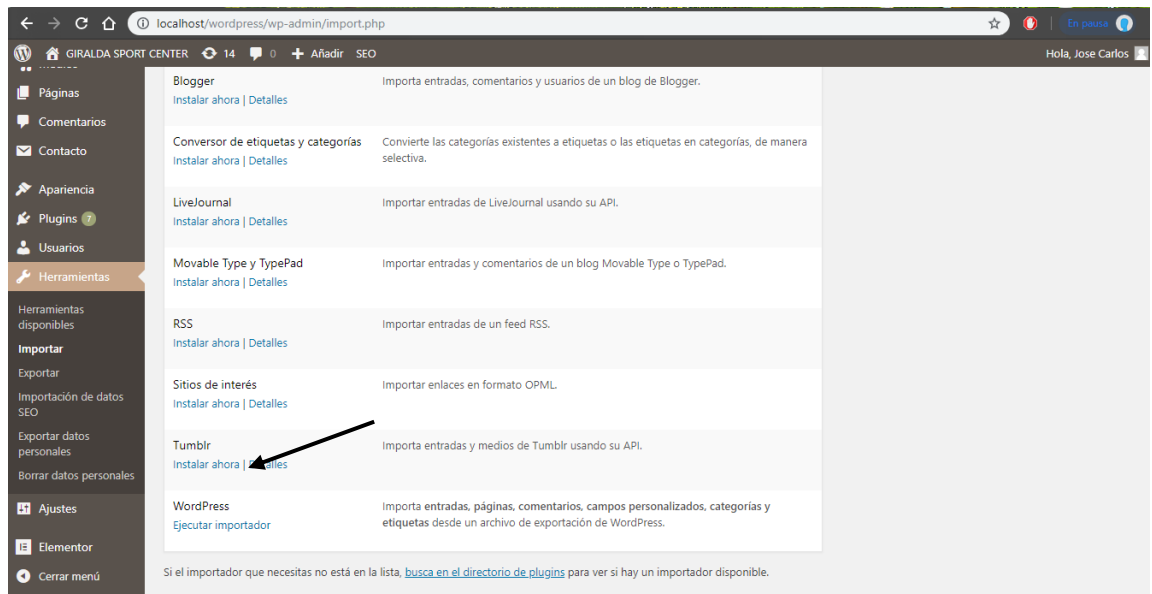 localhost/wordpress/wp-admin/import.php
En pausa
GIRALDA SPORT CENTER 14 0 Añadir SEO
Hola, Jose Carlos
Páginas
Comentarios
Contacto
Apariencia
Plugins 7
Usuarios
Herramientas
Herramientas
disponibles
Importar
Exportar
Importación de datos
SEO
Exportar datos
personales
Borrar datos personales
Ajustes
Elementor
Cerrar menú
Blogger
Importa entradas, comentarios y usuarios de un blog de Blogger.
Instalar ahora | Detalles
Conversor de etiquetas y categorías
Convierte las categorías existentes a etiquetas o las etiquetas en categorías, de manera
selectiva.
Instalar ahora | Detalles
LiveJournal
Importar entradas de LiveJournal usando su API.
Instalar ahora | Detalles
Movable Type y TypePad
Importar entradas y comentarios de un blog Movable Type o TypePad.
Instalar ahora | Detalles
RSS
Importar entradas de un feed RSS.
Instalar ahora | Detalles
Sitios de interés
Importar enlaces en formato OPML.
Instalar ahora | Detalles
Tumblr
Importa entradas y medios de Tumblr usando su API.
Instalar ahora | Detalles
WordPress
Importa entradas, páginas, comentarios, campos personalizados, categorías y
etiquetas desde un archivo de exportación de WordPress.
Ejecutar importador
Si el importador que necesitas no está en la lista, busca en el directorio de plugins para ver si hay un importador disponible.